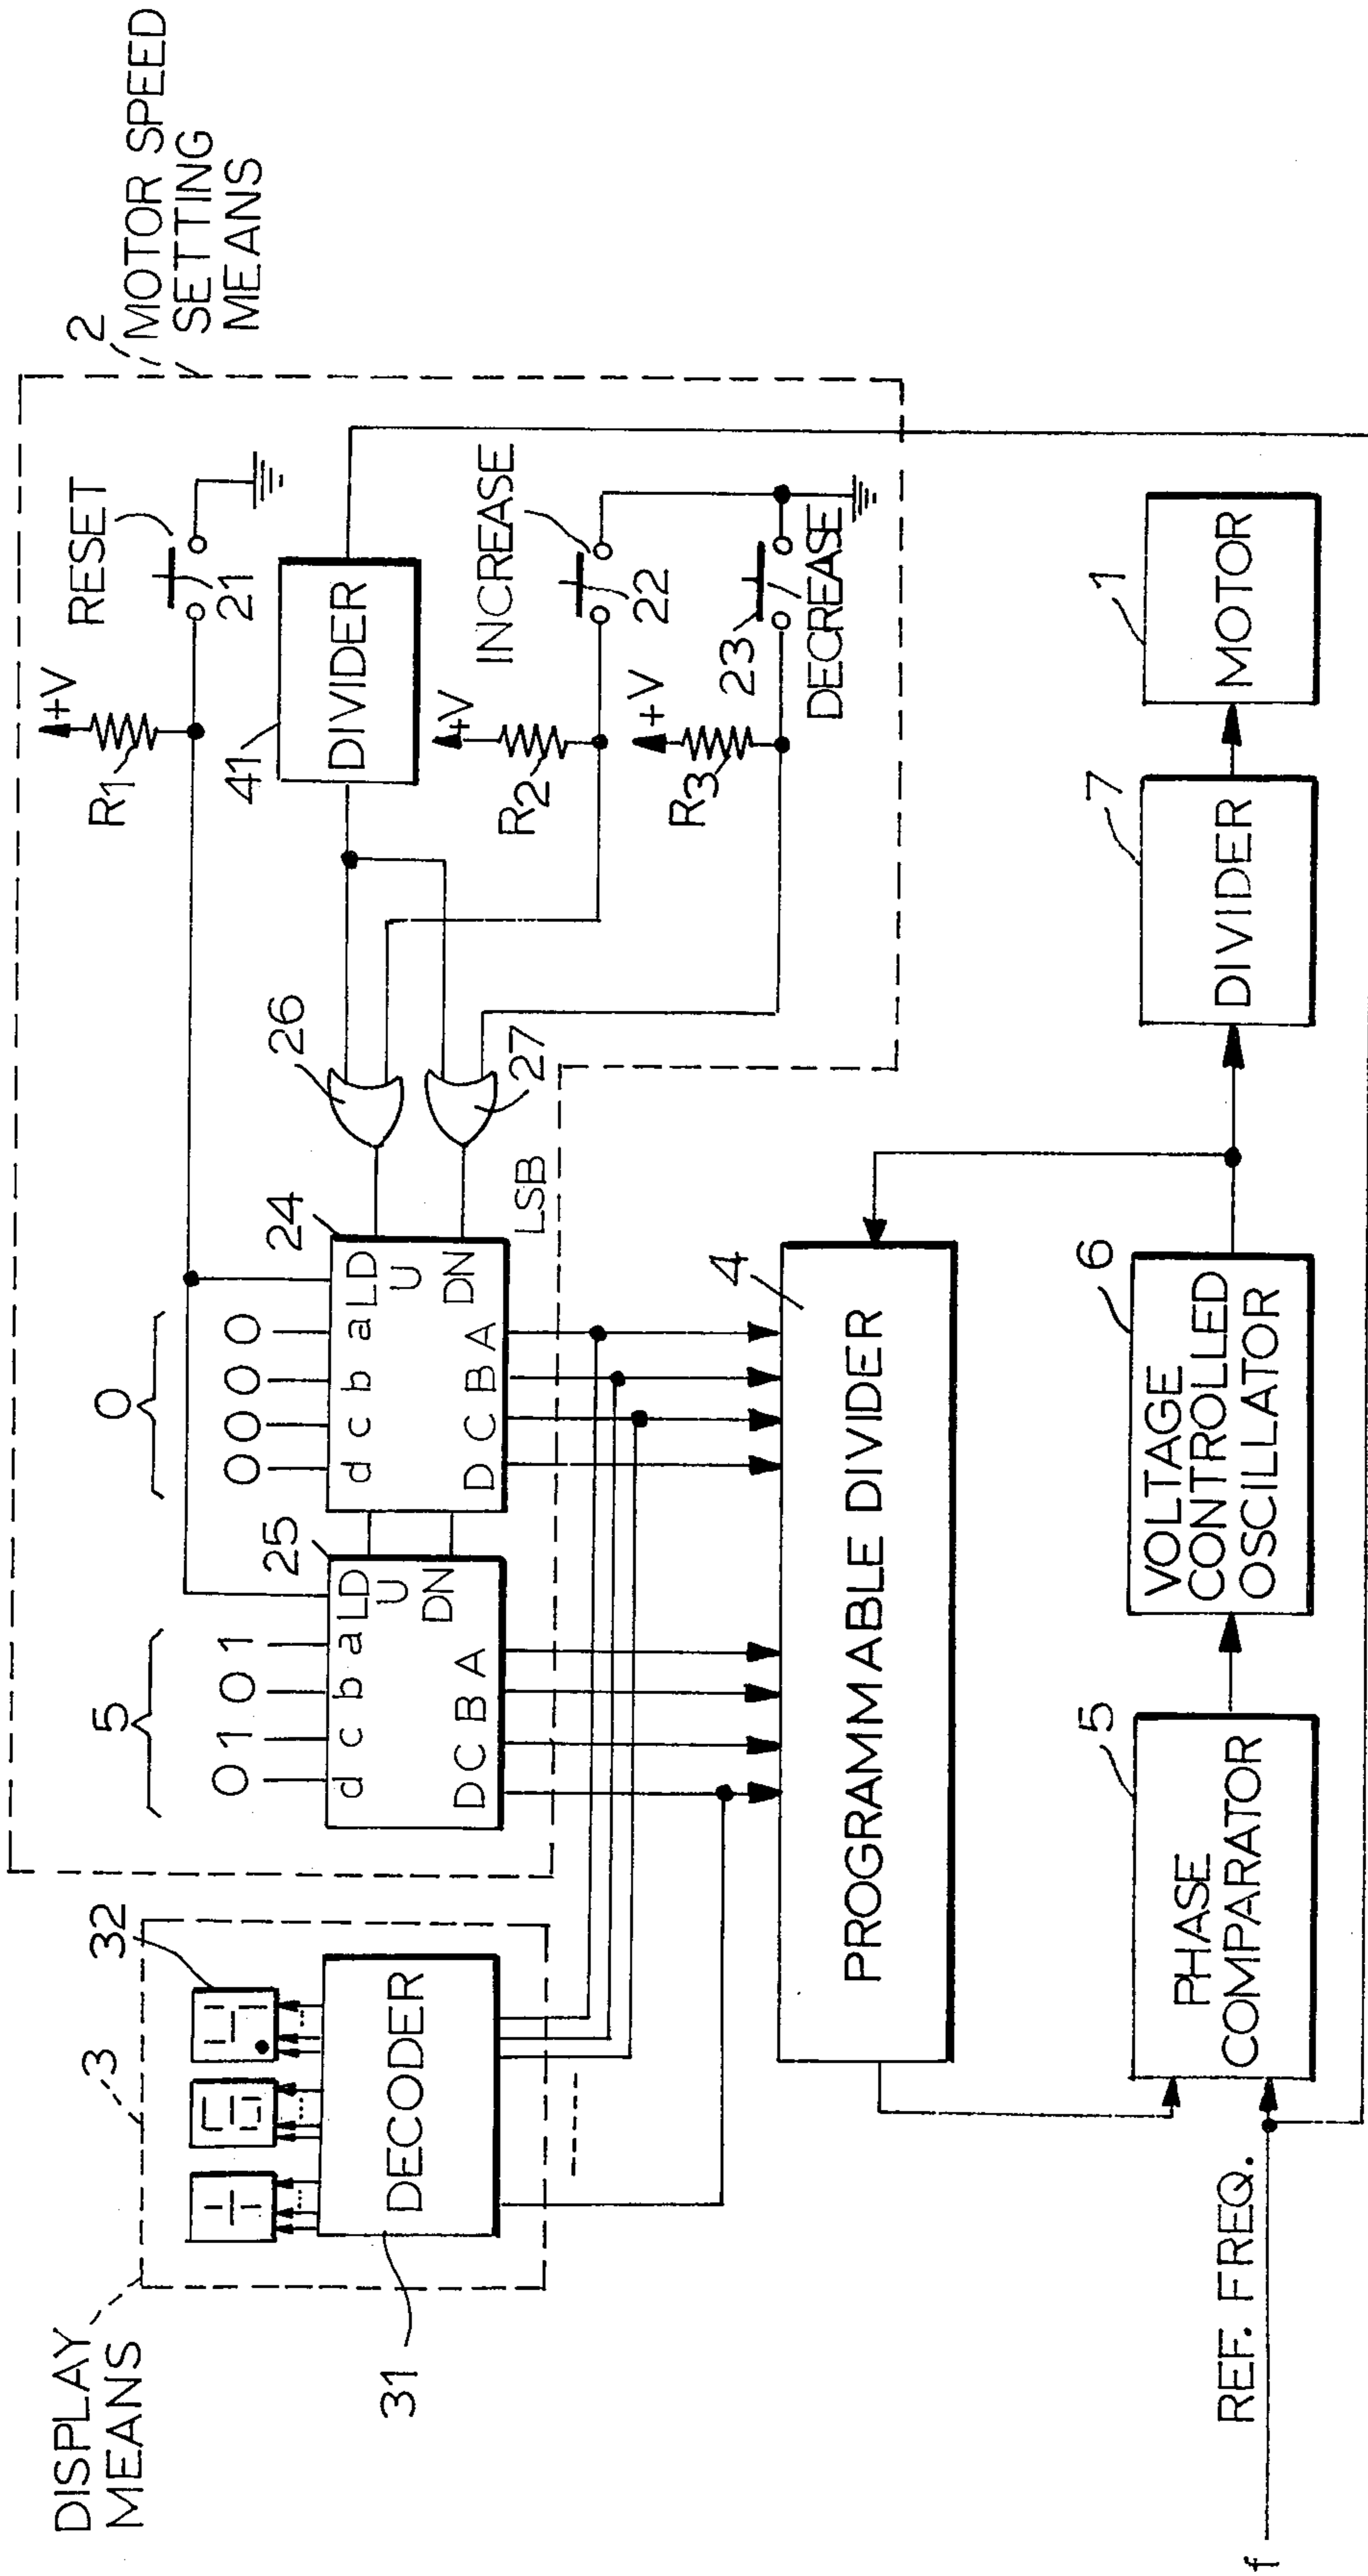 DISPLAY
MEANS
3
32
31
DECODER
5
0
0 1 0 1
0 0 0 0
25
d c b a LD
U
DN
D C B A
24
d c b a LD
U
DN
D C B A
LSB
26
27
R1
+V
RESET
21
41
DIVIDER
+V
R2
INCREASE
22
+V
R3
23
DECREASE
2
MOTOR SPEED
SETTING
MEANS
4
PROGRAMMABLE DIVIDER
f
REF. FREQ.
5
PHASE
COMPARATOR
6
VOLTAGE
CONTROLLED
OSCILLATOR
7
DIVIDER
1
MOTOR